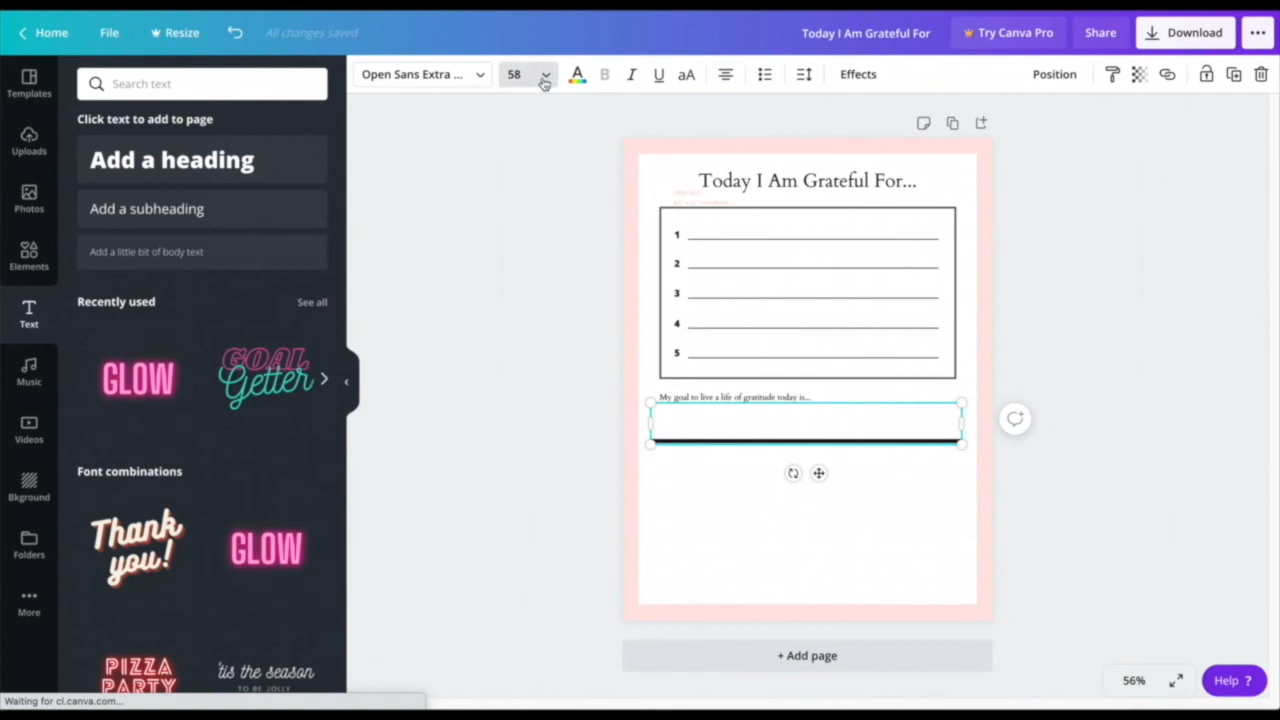 Home File Resize All changes saved Today I Am Grateful For Try Canva Pro Share Download
Open Sans Extra ... 58 A B I U aA Effects Position
Templates
Uploads
Photos
Elements
Text
Music
Videos
Bkground
Folders
More
Search text
Click text to add to page
Add a heading
Add a subheading
Add a little bit of body text
Recently used See all
GLOW
GOAL
Getter
Font combinations
Thank
you!
GLOW
PIZZA
PARTY
'tis the season
TO BE JOLLY
Today I Am Grateful For...
1
2
3
4
5
My goal to live a life of gratitude today is...
+ Add page
56% Help ?
Waiting for cl.canva.com...